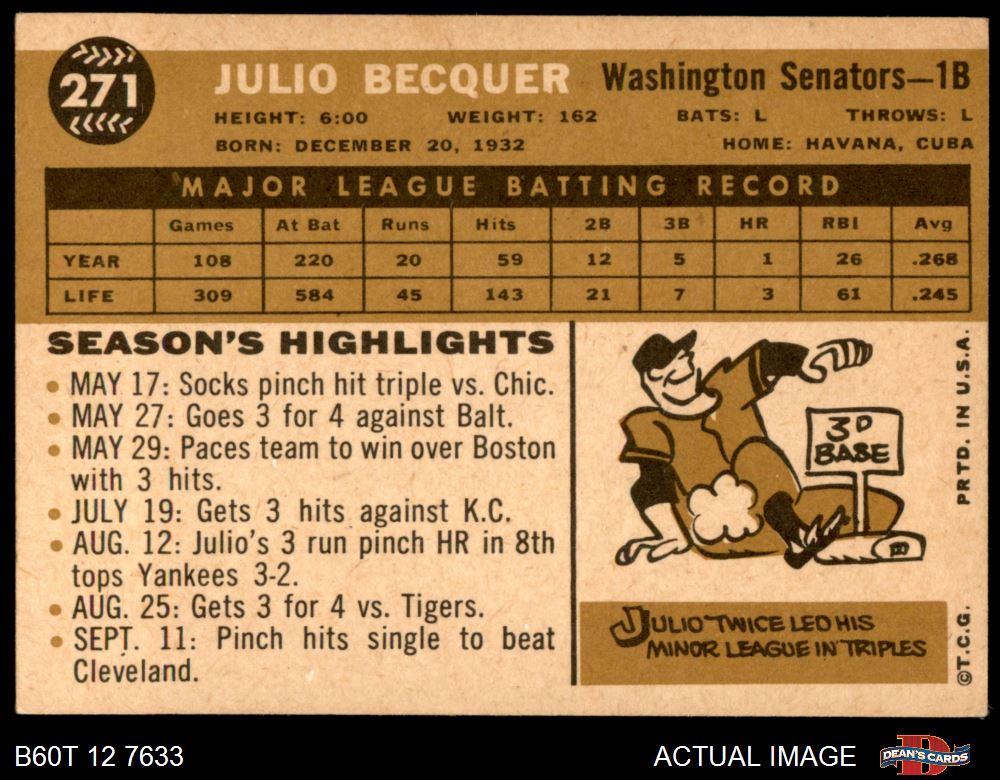 271
JULIO BECQUER Washington Senators—1B
HEIGHT: 6:00 WEIGHT: 162 BATS: L THROWS: L
BORN: DECEMBER 20, 1932 HOME: HAVANA, CUBA
MAJOR LEAGUE BATTING RECORD
Games At Bat Runs Hits 2B 3B HR RBI Avg
YEAR 108 220 20 59 12 5 1 26 .268
LIFE 309 584 45 143 21 7 3 61 .245
SEASON'S HIGHLIGHTS
• MAY 17: Socks pinch hit triple vs. Chic.
• MAY 27: Goes 3 for 4 against Balt.
• MAY 29: Paces team to win over Boston
with 3 hits.
• JULY 19: Gets 3 hits against K.C.
• AUG. 12: Julio's 3 run pinch HR in 8th
tops Yankees 3-2.
• AUG. 25: Gets 3 for 4 vs. Tigers.
• SEPT. 11: Pinch hits single to beat
Cleveland.
3D
BASE
JULIO TWICE LED HIS
MINOR LEAGUE IN TRIPLES
PRTD. IN U.S.A.
©T.C.G.
B60T 12 7633 ACTUAL IMAGE
DEAN'S CARDS